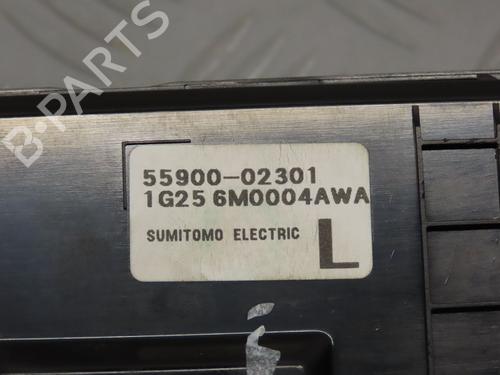 B-PARTS
55900-02301
1G25 6M0004AWA
SUMITOMO ELECTRIC
L